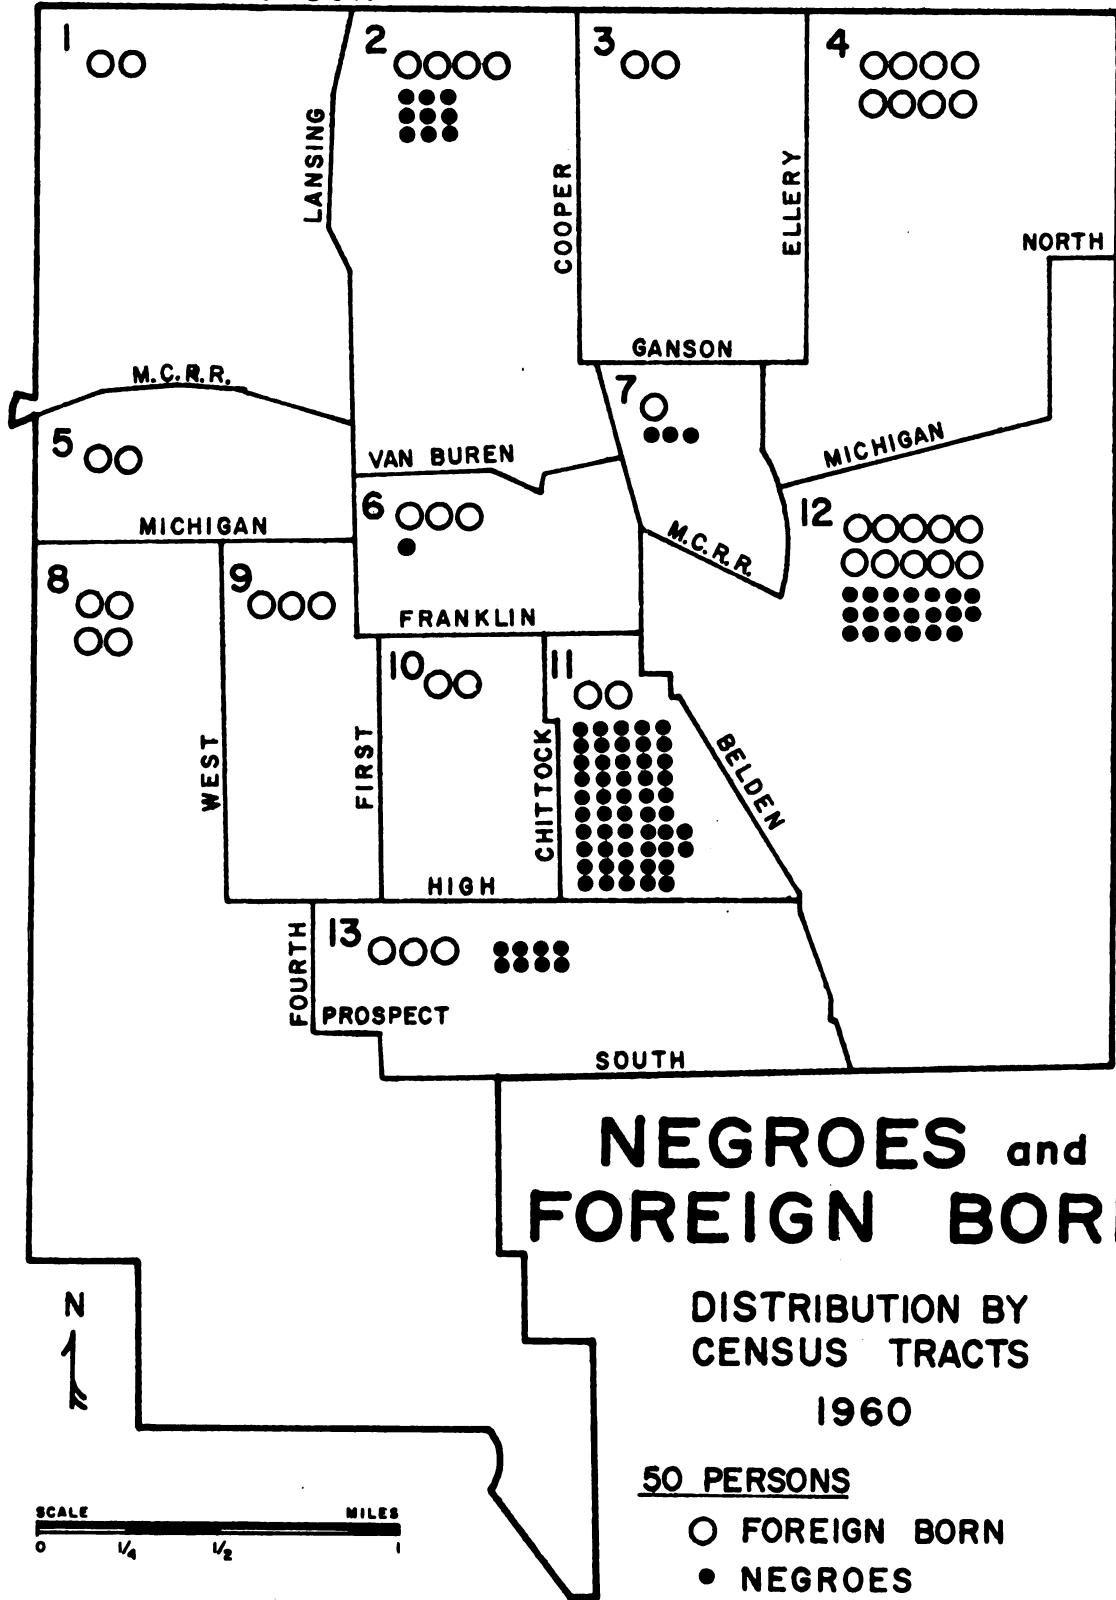 1
2
3
4
LANSING
COOPER
ELLERY
NORTH
GANSON
M.C.R.R.
7
5
VAN BUREN
MICHIGAN
6
12
MICHIGAN
M.C.R.R.
8
9
FRANKLIN
10
11
WEST
FIRST
CHITTOCK
BELDEN
HIGH
13
FOURTH
PROSPECT
SOUTH
NEGROES and
FOREIGN BOR
DISTRIBUTION BY
CENSUS TRACTS
1960
N
50 PERSONS
FOREIGN BORN
NEGROES
SCALE MILES
0 1/4 1/2 1